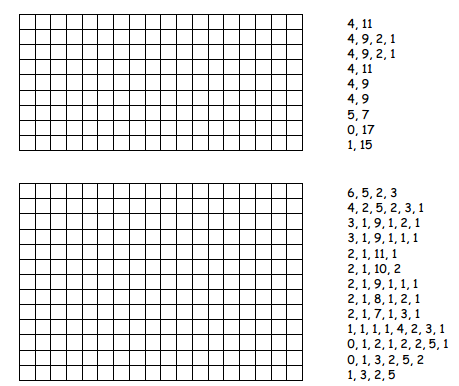 4, 11
4, 9, 2, 1
4, 9, 2, 1
4, 11
4, 9
4, 9
5, 7
0, 17
1, 15
6, 5, 2, 3
4, 2, 5, 2, 3, 1
3, 1, 9, 1, 2, 1
3, 1, 9, 1, 1, 1
2, 1, 11, 1
2, 1, 10, 2
2, 1, 9, 1, 1, 1
2, 1, 8, 1, 2, 1
2, 1, 7, 1, 3, 1
1, 1, 1, 1, 4, 2, 3, 1
0, 1, 2, 1, 2, 2, 5, 1
0, 1, 3, 2, 5, 2
1, 3, 2, 5